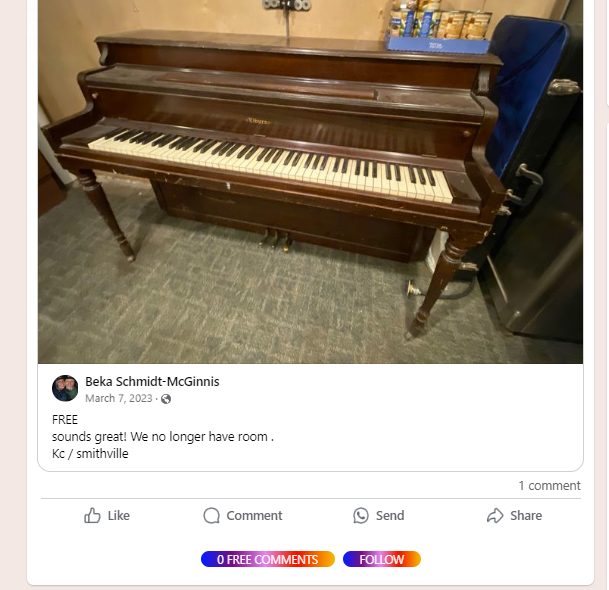 Beka Schmidt-McGinnis
March 7, 2023 ·
FREE
sounds great! We no longer have room .
Kc / smithville
1 comment
Like
Comment
Send
Share
0 FREE COMMENTS
FOLLOW